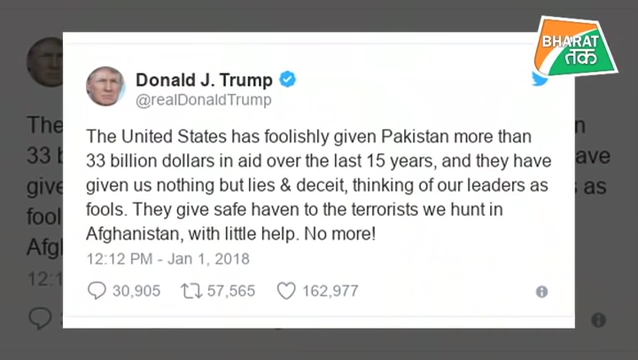 BHARAT
तक
Donald J. Trump
@realDonaldTrump
The United States has foolishly given Pakistan more than
33 billion dollars in aid over the last 15 years, and they have
given us nothing but lies & deceit, thinking of our leaders as
fools. They give safe haven to the terrorists we hunt in
Afghanistan, with little help. No more!
12:12 PM - Jan 1, 2018
30,905 57,565 162,977